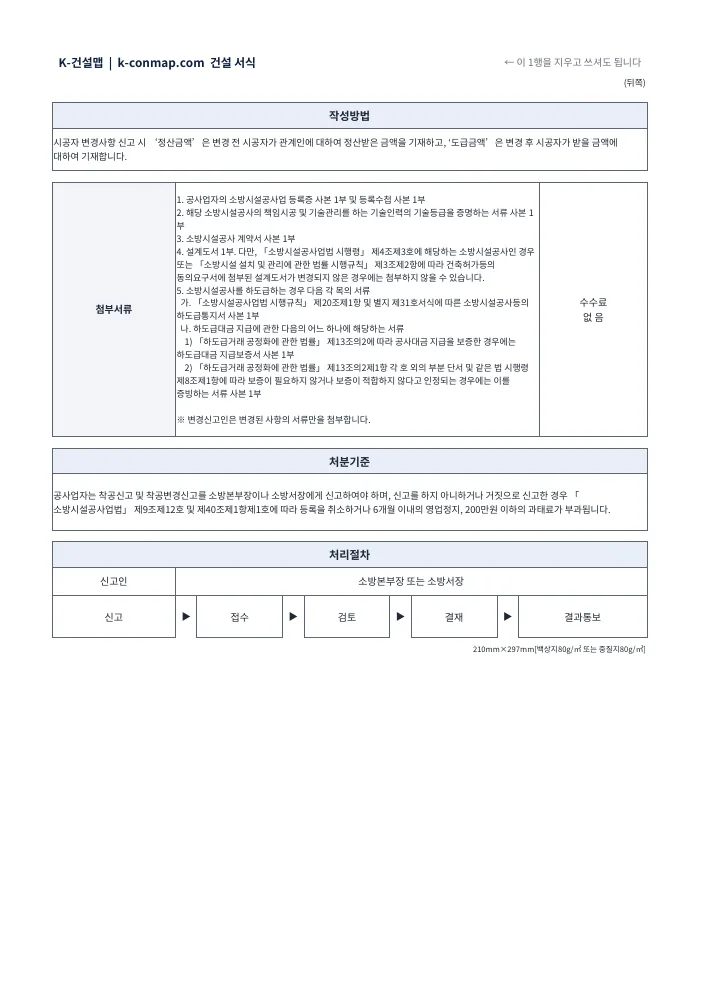 K-건설맵 | k-conmap.com 건설 서식
← 이 1행을 지우고 쓰셔도 됩니다
(뒤쪽)
작성방법
시공자 변경사항 신고 시 ‘정산금액’은 변경 전 시공자가 관계인에 대하여 정산받은 금액을 기재하고, ‘도급금액’은 변경 후 시공자가 받을 금액에
대하여 기재합니다.
첨부서류
1. 공사업자의 소방시설공사업 등록증 사본 1부 및 등록수첩 사본 1부
2. 해당 소방시설공사의 책임시공 및 기술관리를 하는 기술인력의 기술등급을 증명하는 서류 사본 1
부
3. 소방시설공사 계약서 사본 1부
4. 설계도서 1부. 다만, 「소방시설공사업법 시행령」 제4조제3호에 해당하는 소방시설공사인 경우
또는 「소방시설 설치 및 관리에 관한 법률 시행규칙」 제3조제2항에 따라 건축허가등의
동의요구서에 첨부된 설계도서가 변경되지 않은 경우에는 첨부하지 않을 수 있습니다.
5. 소방시설공사를 하도급하는 경우 다음 각 목의 서류
가. 「소방시설공사업법 시행규칙」 제20조제1항 및 별지 제31호서식에 따른 소방시설공사등의
하도급통지서 사본 1부
나. 하도급대금 지급에 관한 다음의 어느 하나에 해당하는 서류
1) 「하도급거래 공정화에 관한 법률」 제13조의2에 따라 공사대금 지급을 보증한 경우에는
하도급대금 지급보증서 사본 1부
2) 「하도급거래 공정화에 관한 법률」 제13조의2제1항 각 호 외의 부분 단서 및 같은 법 시행령
제8조제1항에 따라 보증이 필요하지 않거나 보증이 적합하지 않다고 인정되는 경우에는 이를
증빙하는 서류 사본 1부
※ 변경신고인은 변경된 사항의 서류만을 첨부합니다.
수수료
없 음
처분기준
공사업자는 착공신고 및 착공변경신고를 소방본부장이나 소방서장에게 신고하여야 하며, 신고를 하지 아니하거나 거짓으로 신고한 경우 「
소방시설공사업법」 제9조제12호 및 제40조제1항제1호에 따라 등록을 취소하거나 6개월 이내의 영업정지, 200만원 이하의 과태료가 부과됩니다.
처리절차
신고인
소방본부장 또는 소방서장
신고 ▶ 접수 ▶ 검토 ▶ 결재 ▶ 결과통보
210mm×297mm[백상지80g/㎡ 또는 중질지80g/㎡]